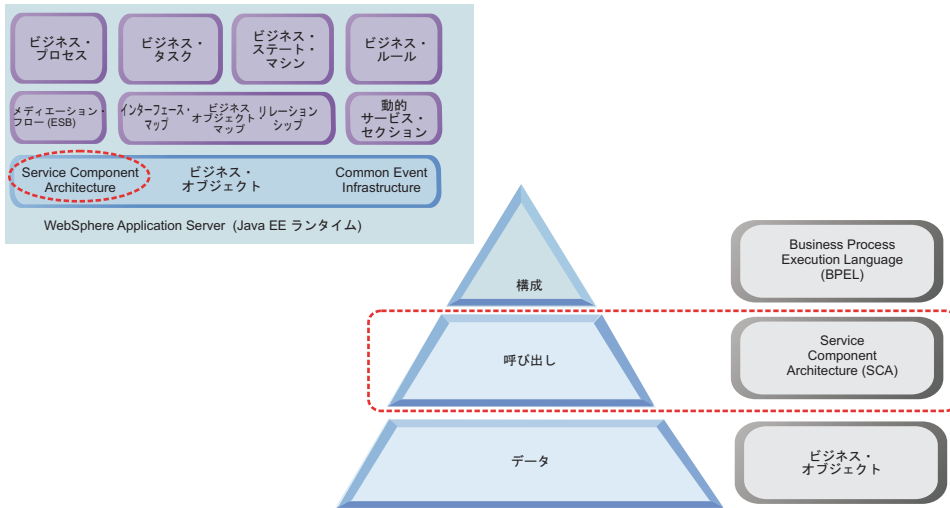 ビジネス・
プロセス
ビジネス・
タスク
ビジネス・
ステート・
マシン
ビジネス・
ルール
メディエーション・
フロー (ESB)
インターフェース・
マップ
ビジネス
オブジェクト
マップ
リレーション
シップ
動的
サービス・
セクション
Service Component
Architecture
ビジネス・
オブジェクト
Common Event
Infrastructure
WebSphere Application Server (Java EE ランタイム)
構成
Business Process
Execution Language
(BPEL)
呼び出し
Service
Component
Architecture (SCA)
データ
ビジネス・
オブジェクト